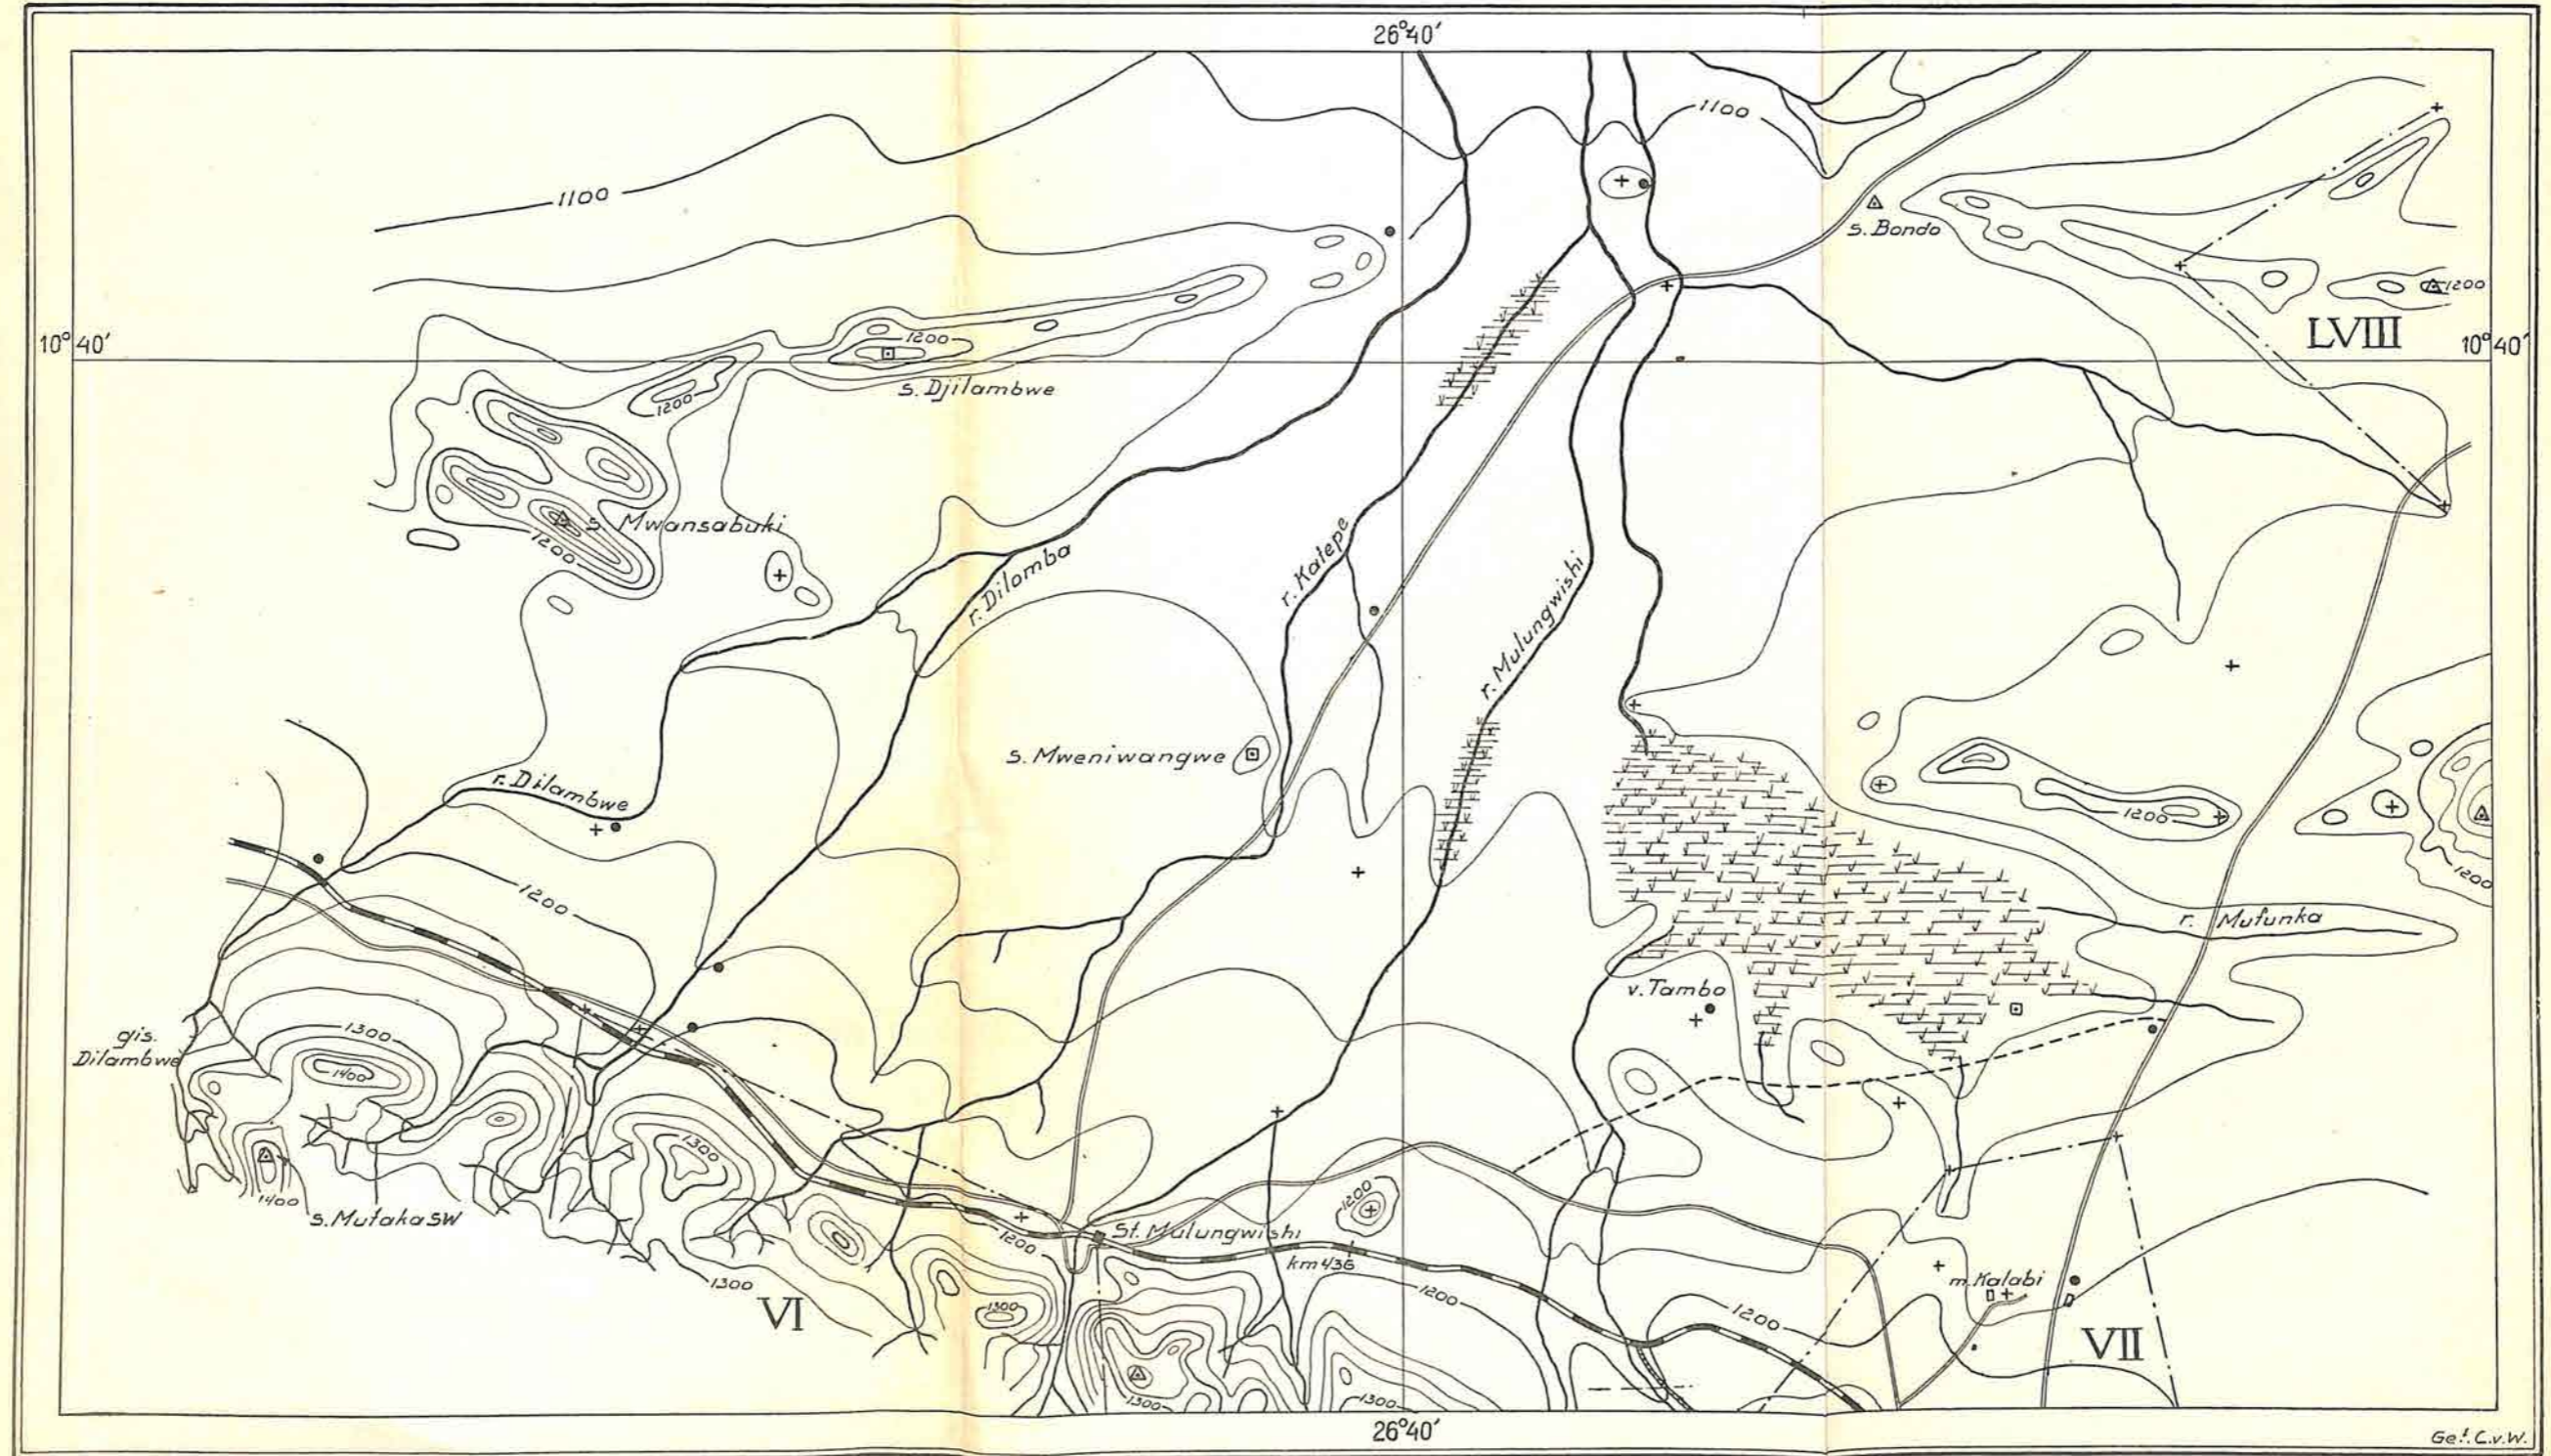 26°40'
1100
1100
s. Bondo
1200
LVIII
10°40'
10°40'
1200
s. Djilambwe
1200
s. Mwansabuki
1200
r. Dilomba
r. Katepe
r. Mulungwishi
s. Mweniwangwe
r. Dilambwe
1200
1200
1200
r. Mufunka
v. Tambo
gis.
Dilambwe
1300
1400
1300
1400
s. Mutaka SW
1200
St. Mulungwishi
1200
km 436
1300
VI
1300
1200
1200
m. Kalabi
VII
1300
1300
26°40'
Get. C.v.W.